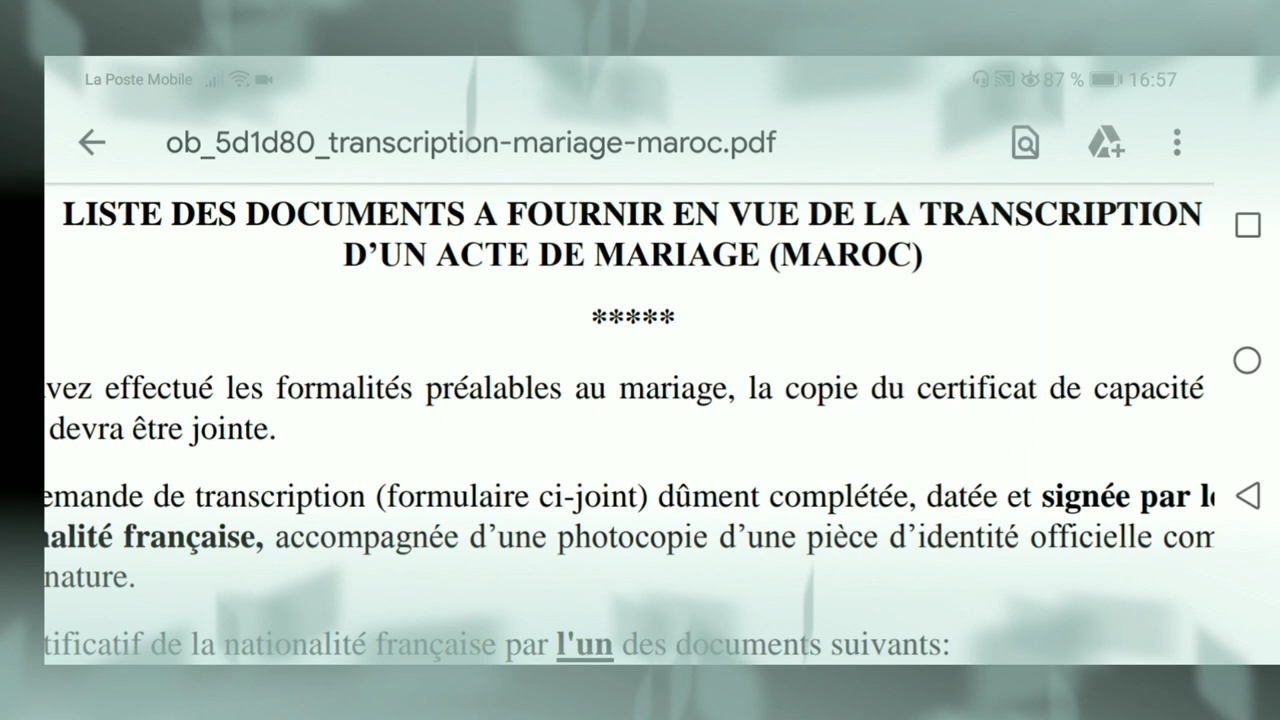 La Poste Mobile 87 % 16:57
ob_5d1d80_transcription-mariage-maroc.pdf
LISTE DES DOCUMENTS A FOURNIR EN VUE DE LA TRANSCRIPTION
D’UN ACTE DE MARIAGE (MAROC)
*****
vez effectué les formalités préalables au mariage, la copie du certificat de capacité
devra être jointe.
emande de transcription (formulaire ci-joint) dûment complétée, datée et signée par l
alité française, accompagnée d’une photocopie d’une pièce d’identité officielle com
nature.
tificatif de la nationalité française par l'un des documents suivants: